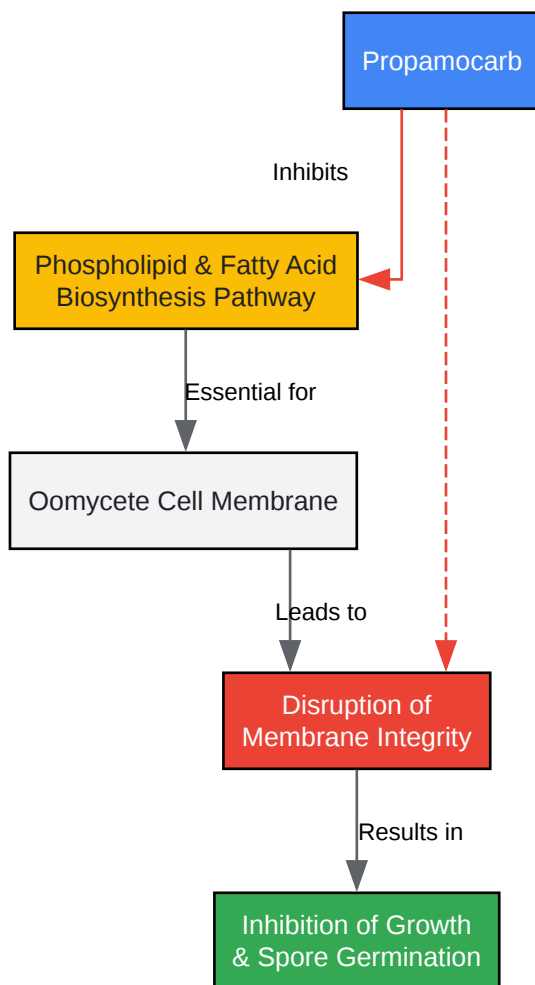 Propamocarb
Inhibits
Phospholipid & Fatty Acid
Biosynthesis Pathway
Essential for
Oomycete Cell Membrane
Leads to
Disruption of
Membrane Integrity
Results in
Inhibition of Growth
& Spore Germination